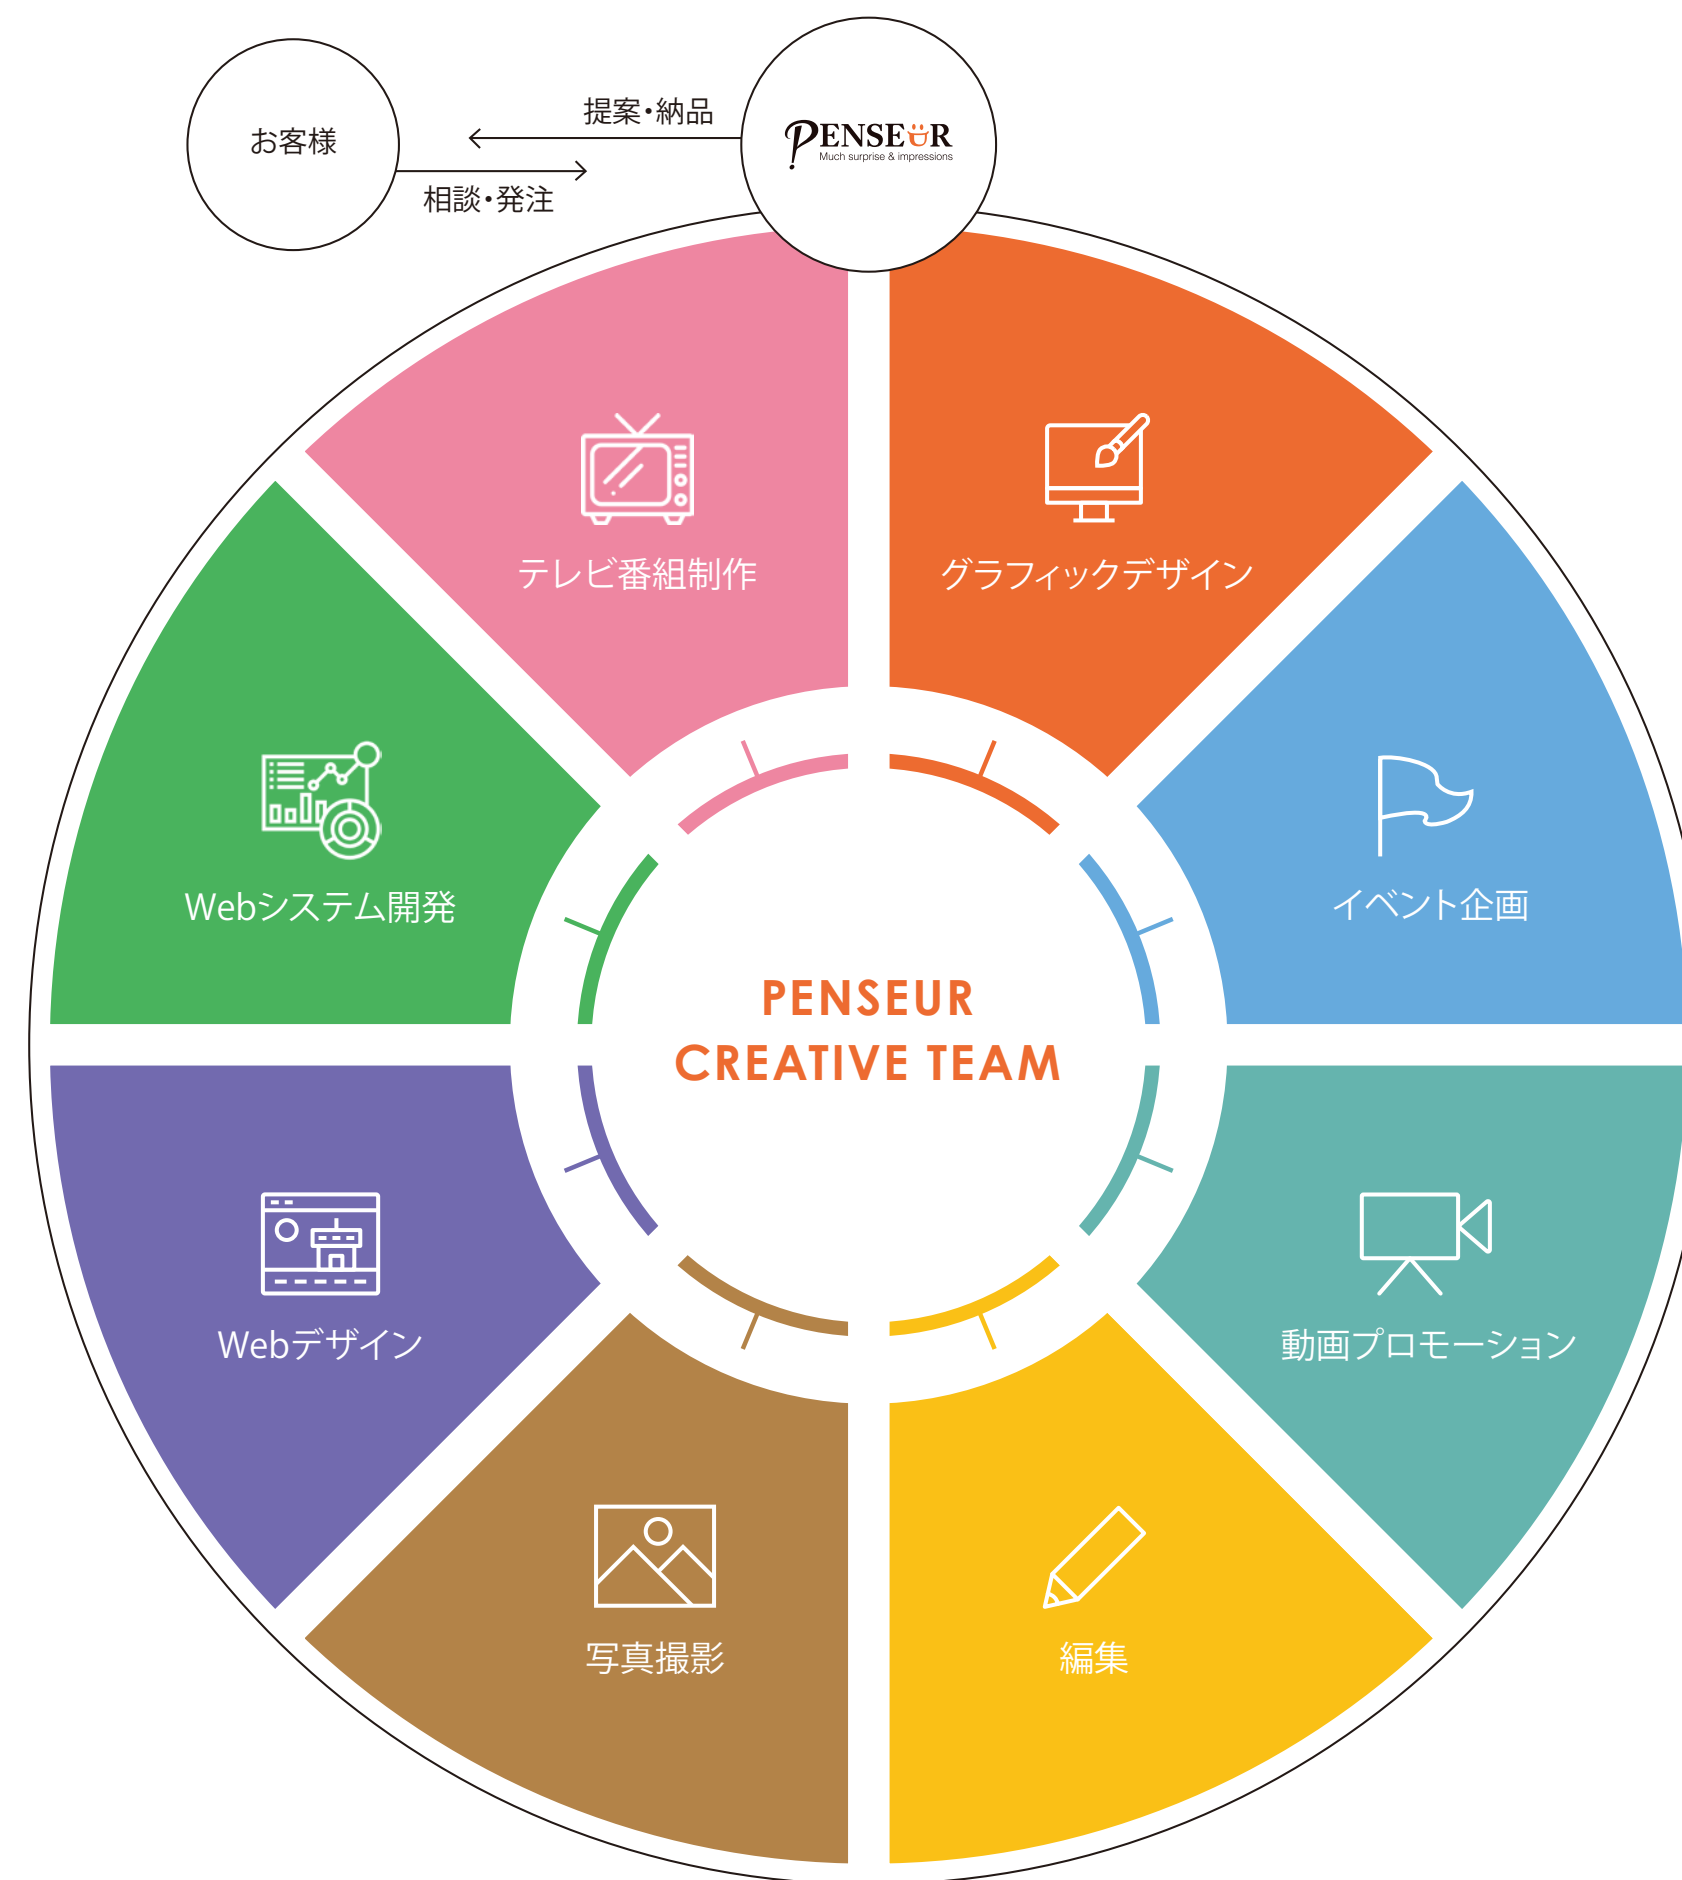 お客様
提案・納品
相談・発注
PENSEUR
Much surprise & impressions
テレビ番組制作
グラフィックデザイン
Webシステム開発
イベント企画
PENSEUR
CREATIVE TEAM
Webデザイン
動画プロモーション
写真撮影
編集